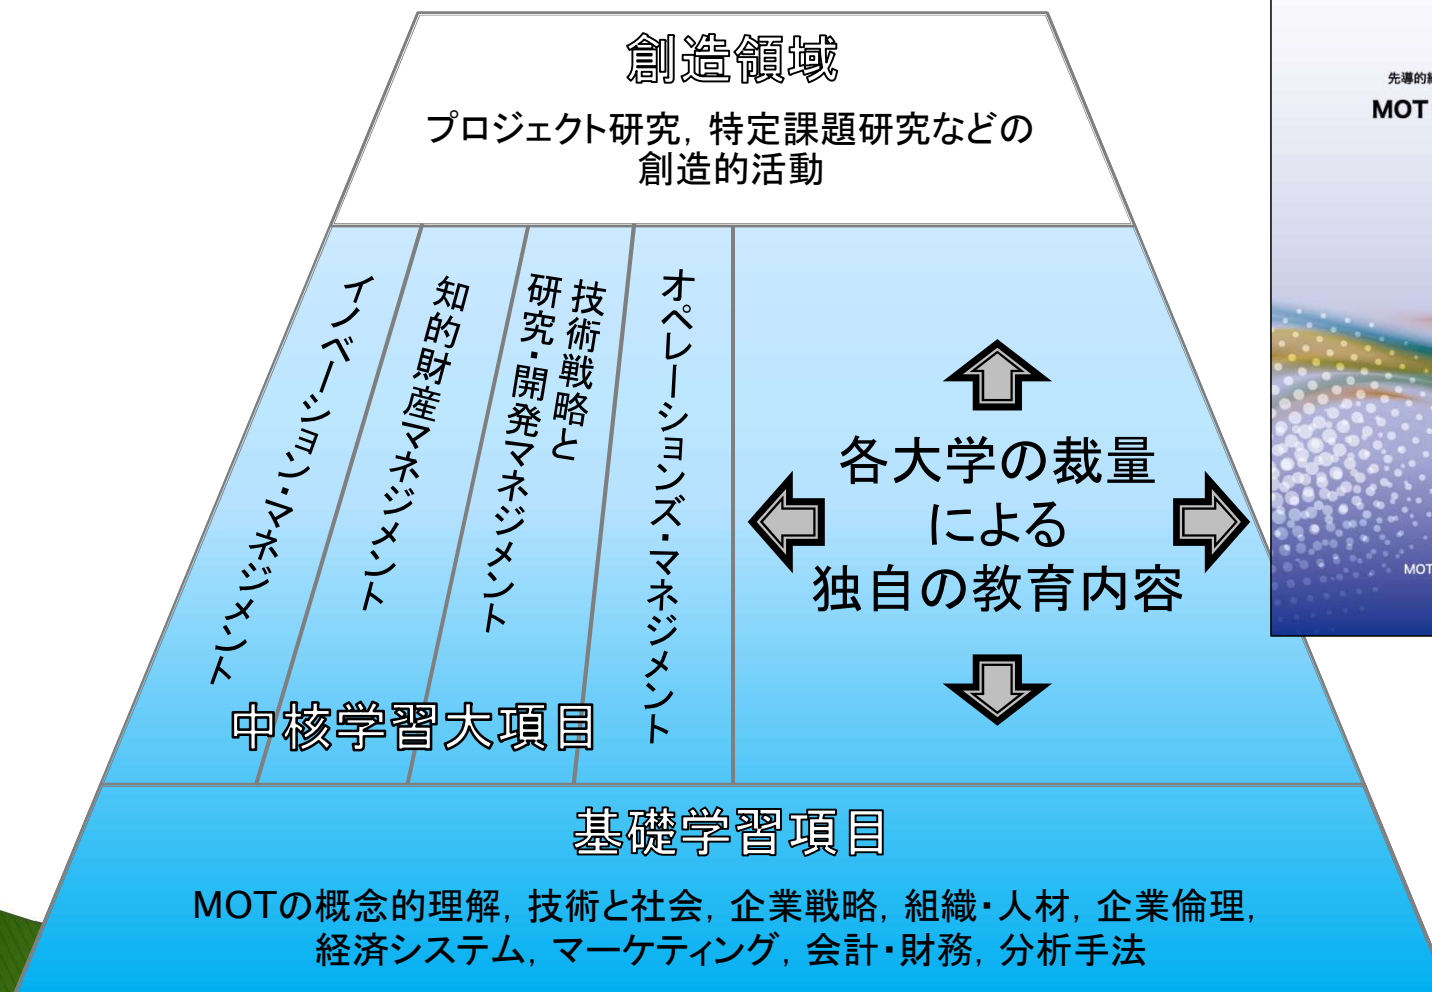 創造領域
プロジェクト研究, 特定課題研究などの
創造的活動
イノベーション・マネジメント
知的財産マネジメント
技術戦略と
研究・開発マネジメント
オペレーションズ・マネジメント
中核学習大項目
各大学の裁量
による
独自の教育内容
基礎学習項目
MOTの概念的理解, 技術と社会, 企業戦略, 組織・人材, 企業倫理,
経済システム, マーケティング, 会計・財務, 分析手法
先導的
MOT
MOT